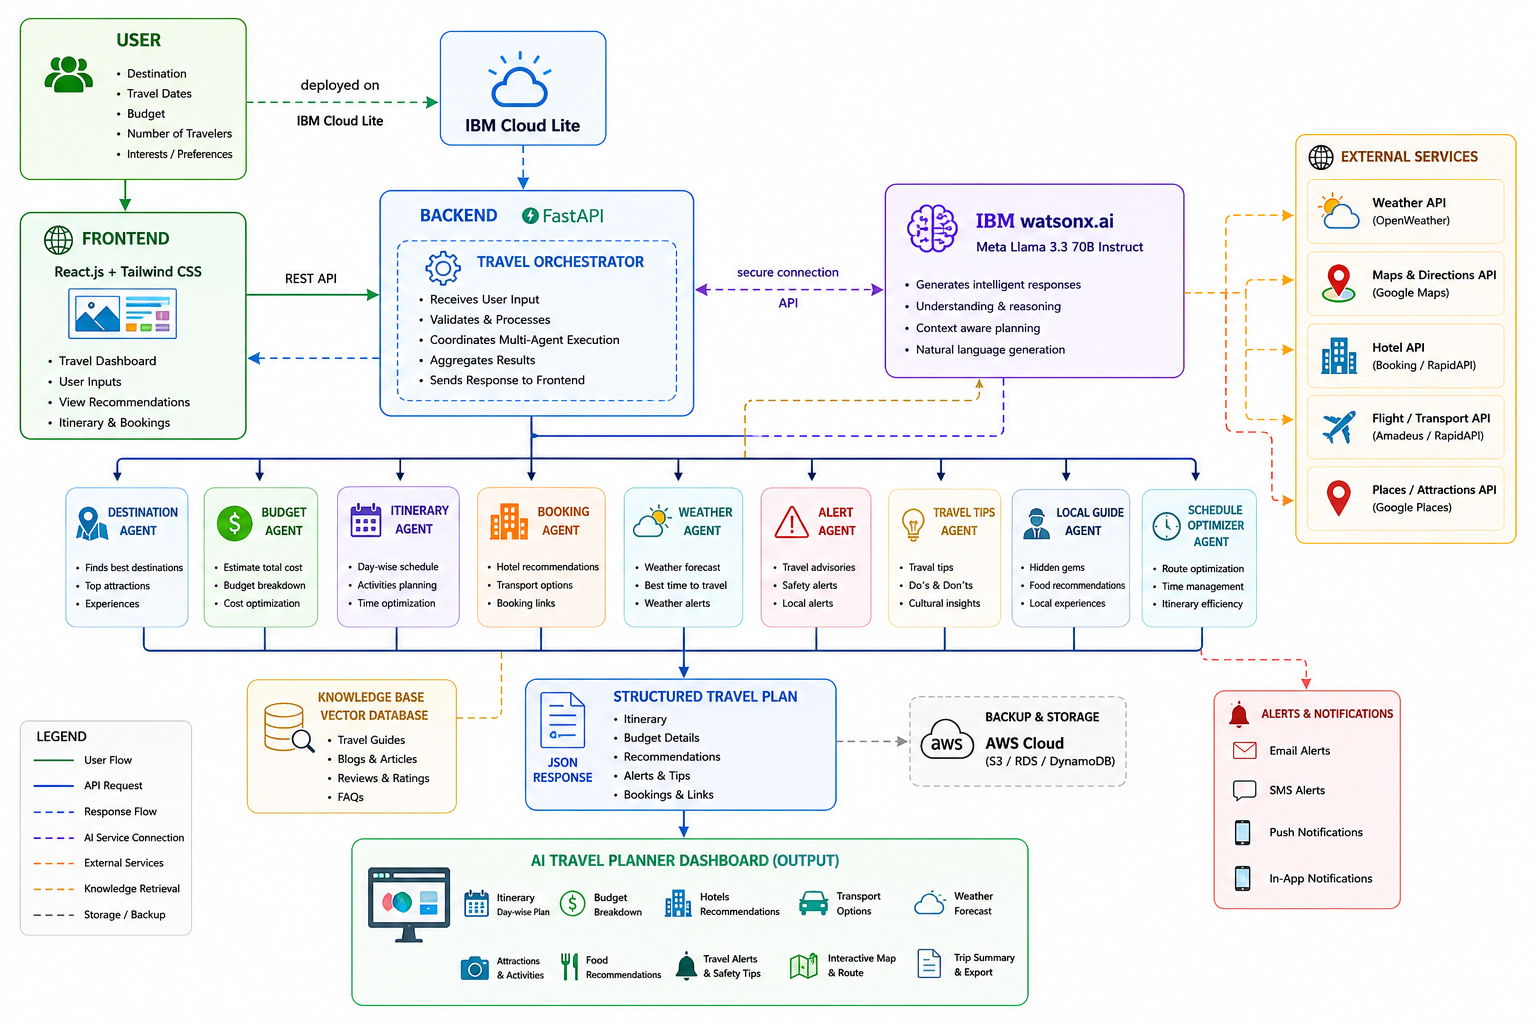 USER
• Destination
• Travel Dates
• Budget
• Number of Travelers
• Interests / Preferences
deployed on
IBM Cloud Lite
IBM Cloud Lite
FRONTEND
React.js + Tailwind CSS
• Travel Dashboard
• User Inputs
• View Recommendations
• Itinerary & Bookings
REST API
BACKEND
FastAPI
TRAVEL ORCHESTRATOR
• Receives User Input
• Validates & Processes
• Coordinates Multi-Agent Execution
• Aggregates Results
• Sends Response to Frontend
secure connection
API
IBM watsonx.ai
Meta Llama 3.3 70B Instruct
• Generates intelligent responses
• Understanding & reasoning
• Context aware planning
• Natural language generation
EXTERNAL SERVICES
Weather API
(OpenWeather)
Maps & Directions API
(Google Maps)
Hotel API
(Booking / RapidAPI)
Flight / Transport API
(Amadeus / RapidAPI)
Places / Attractions API
(Google Places)
DESTINATION
AGENT
• Finds best destinations
• Top attractions
• Experiences
BUDGET
AGENT
• Estimate total cost
• Budget breakdown
• Cost optimization
ITINERARY
AGENT
• Day-wise schedule
• Activities planning
• Time optimization
BOOKING
AGENT
• Hotel recommendations
• Transport options
• Booking links
WEATHER
AGENT
• Weather forecast
• Best time to travel
• Weather alerts
ALERT
AGENT
• Travel advisories
• Safety alerts
• Local alerts
TRAVEL TIPS
AGENT
• Travel tips
• Do's & Don'ts
• Cultural insights
LOCAL GUIDE
AGENT
• Hidden gems
• Food recommendations
• Local experiences
SCHEDULE
OPTIMIZER
AGENT
• Route optimization
• Time management
• Itinerary efficiency
KNOWLEDGE BASE
VECTOR DATABASE
• Travel Guides
• Blogs & Articles
• Reviews & Ratings
• FAQs
STRUCTURED TRAVEL PLAN
JSON
RESPONSE
• Itinerary
• Budget Details
• Recommendations
• Alerts & Tips
• Bookings & Links
BACKUP & STORAGE
aws
AWS Cloud
(S3 / RDS / DynamoDB)
ALERTS & NOTIFICATIONS
Email Alerts
SMS Alerts
Push Notifications
In-App Notifications
LEGEND
User Flow
API Request
Response Flow
AI Service Connection
External Services
Knowledge Retrieval
Storage / Backup
AI TRAVEL PLANNER DASHBOARD (OUTPUT)
Itinerary
Day-wise Plan
Budget
Breakdown
Hotels
Recommendations
Transport
Options
Weather
Forecast
Attractions
& Activities
Food
Recommendations
Travel Alerts
& Safety Tips
Interactive Map
& Route
Trip Summary
& Export